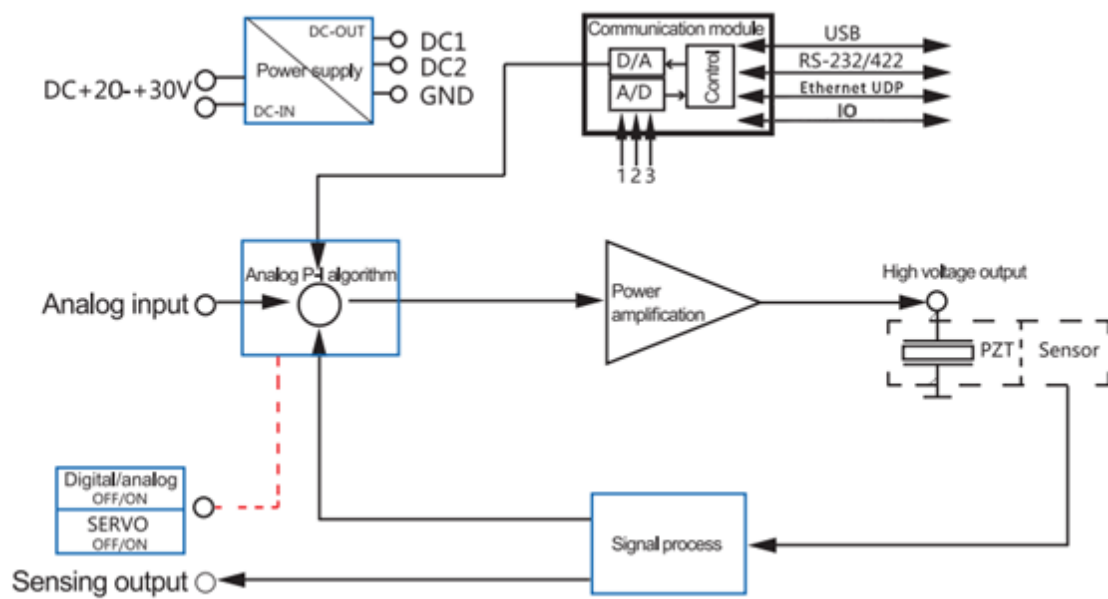 DC-OUT
Power supply
DC-IN
DC+20-+30V
DC1
DC2
GND
Communication module
D/A
A/D
Control
USB
RS-232/422
Ethernet UDP
IO
1 2 3
Analog P-I algorithm
Analog input
Power
amplification
High voltage output
PZT
Sensor
Digital/analog
OFF/ON
SERVO
OFF/ON
Signal process
Sensing output